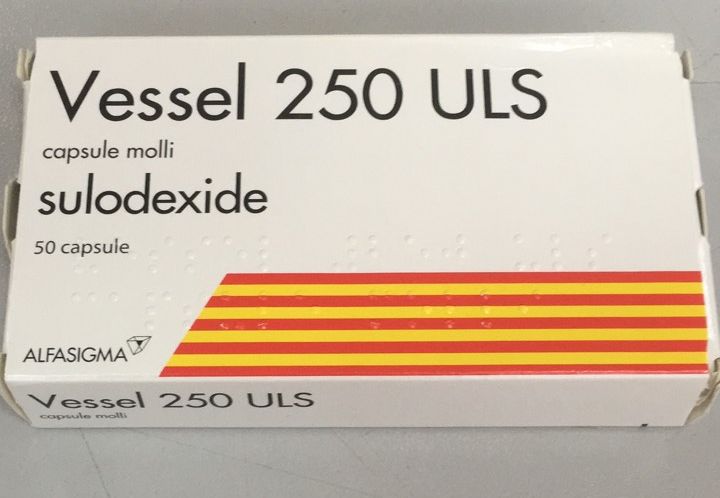 Vessel 250 ULS
capsule molli
sulodexide
50 capsule
ALFASIGMA
Vessel 250 ULS
capsule molli